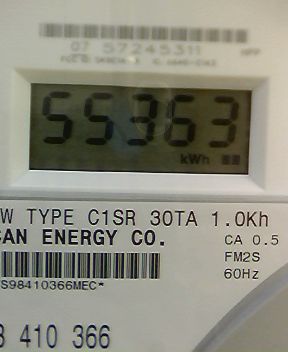 07 57245311
55363
kWh
W TYPE C1SR 30TA 1.0Kh
CAN ENERGY CO.
CA 0.5
FM2S
60Hz
S98410366MEC*
410 366